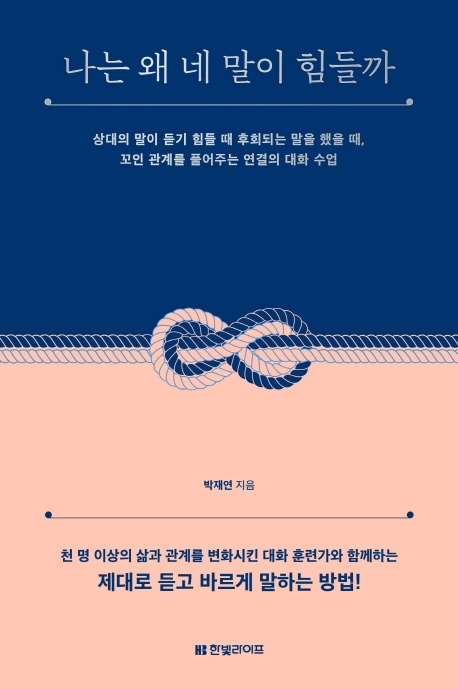 나는 왜 네 말이 힘들까
상대의 말이 듣기 힘들 때 후회되는 말을 했을 때,
꼬인 관계를 풀어주는 연결의 대화 수업
박재연 지음
천 명 이상의 삶과 관계를 변화시킨 대화 훈련가와 함께하는
제대로 듣고 바르게 말하는 방법!
HB 한빛라이프